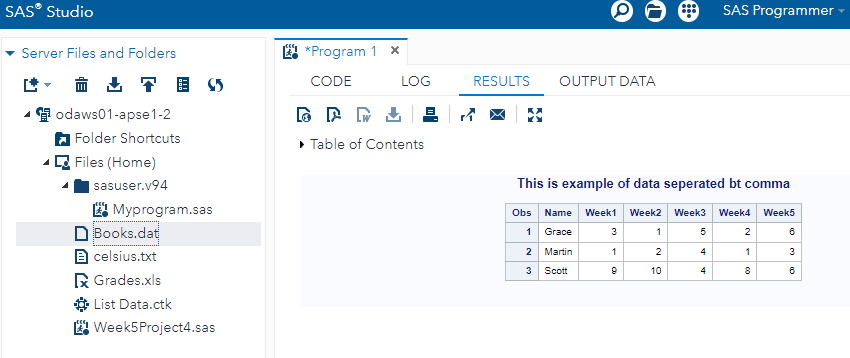 SAS® Studio
SAS Programmer
Server Files and Folders
odaws01-apse1-2
Folder Shortcuts
Files (Home)
sasuser.v94
Myprogram.sas
Books.dat
celsius.txt
Grades.xls
List Data.ctk
Week5Project4.sas
*Program 1
CODE LOG RESULTS OUTPUT DATA
Table of Contents
This is example of data seperated bt comma
Obs Name Week1 Week2 Week3 Week4 Week5
1 Grace 3 1 5 2 6
2 Martin 1 2 4 1 3
3 Scott 9 10 4 8 6